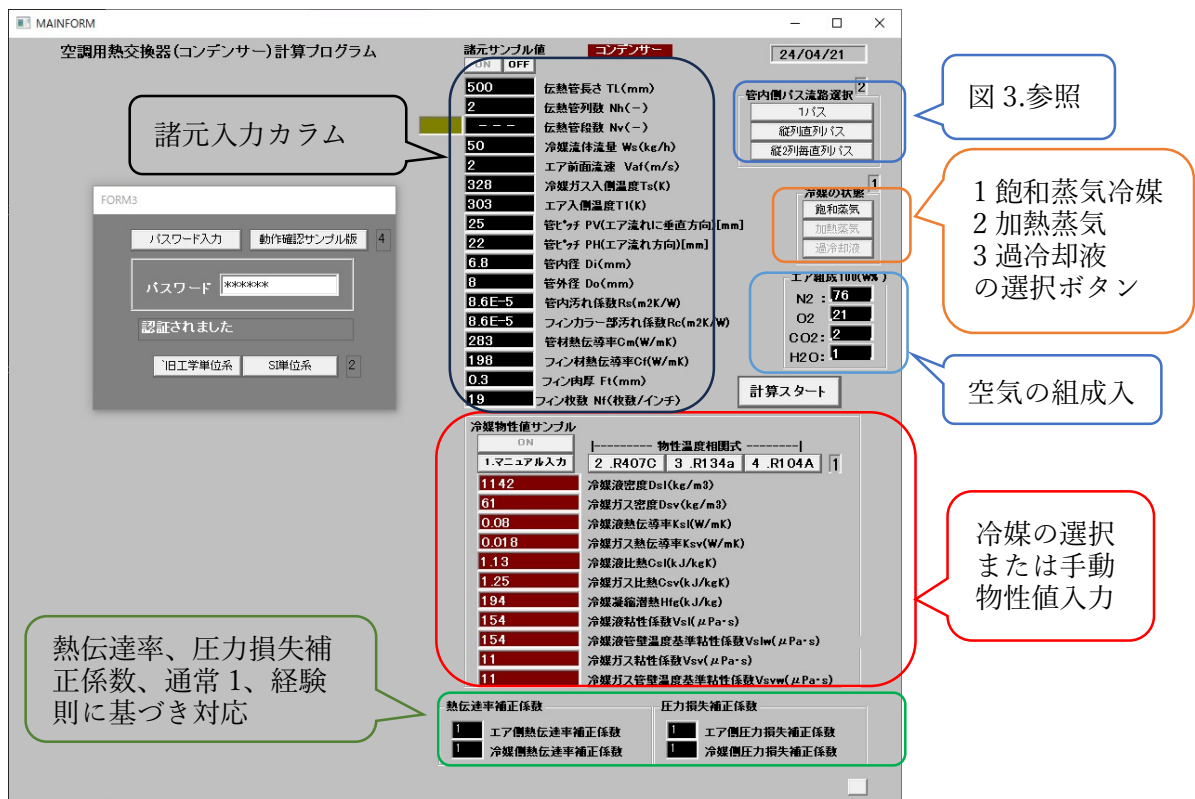 MAINFORM
空調用熱交換器(コンデンサー)計算プログラム
諸元サンプル値
コンデンサー
24/04/21
ON OFF
500 伝熱管長さ TL(mm)
2 伝熱管列数 Nh(-)
--- 伝熱管段数 Nv(-)
50 冷媒流体流量 Ws(kg/h)
2 エア前面流速 Vaf(m/s)
328 冷媒ガス入側温度Ts(K)
303 エア入側温度T1(K)
25 管ピッチ PV(エア流れに垂直方向)[mm]
22 管ピッチ PH(エア流れ方向)[mm]
6.8 管内径 Di(mm)
8 管外径 Do(mm)
8.6E-5 管内汚れ係数Rs(m2K/W)
8.6E-5 フィンカラー部汚れ係数Rc(m2K/W)
283 管材熱伝導率Cm(W/mK)
198 フィン材熱伝導率Cf(W/mK)
0.3 フィン肉厚 Ft(mm)
19 フィン枚数 Nf(枚数/インチ)
諸元入力カラム
管内側パス流路選択 2
1パス
縦列直列パス
縦2列毎直列パス
図 3.参照
1
冷媒の状態
飽和蒸気
加熱蒸気
過冷却液
1 飽和蒸気冷媒
2 加熱蒸気
3 過冷却液
の選択ボタン
エア組成100(W%)
N2 : 76
O2 21
CO2: 2
H2O: 1
空気の組成入
計算スタート
FORM3
パスワード入力 動作確認サンプル版 4
パスワード ******
認証されました
旧工学単位系 SI単位系 2
冷媒物性値サンプル
ON
|--------- 物性温度相関式 --------|
1.マニュアル入力 2 .R407C 3 .R134a 4 .R104A 1
1142 冷媒液密度Dsl(kg/m3)
61 冷媒ガス密度Dsv(kg/m3)
0.08 冷媒液熱伝導率Ksl(W/mK)
0.018 冷媒ガス熱伝導率Ksv(W/mK)
1.13 冷媒液比熱Csl(kJ/kgK)
1.25 冷媒ガス比熱Csv(kJ/kgK)
194 冷媒凝縮潜熱Hfg(kJ/kg)
154 冷媒液粘性係数Vsl(μPa・s)
154 冷媒液管壁温度基準粘性係数Vslw(μPa・s)
11 冷媒ガス粘性係数Vsv(μPa・s)
11 冷媒ガス管壁温度基準粘性係数Vsvw(μPa・s)
冷媒の選択
または手動
物性値入力
熱伝達率、圧力損失補
正係数、通常 1、経験
則に基づき対応
熱伝達率補正係数
1 エア側熱伝達率補正係数
1 冷媒側熱伝達率補正係数
圧力損失補正係数
1 エア側圧力損失補正係数
1 冷媒側圧力損失補正係数